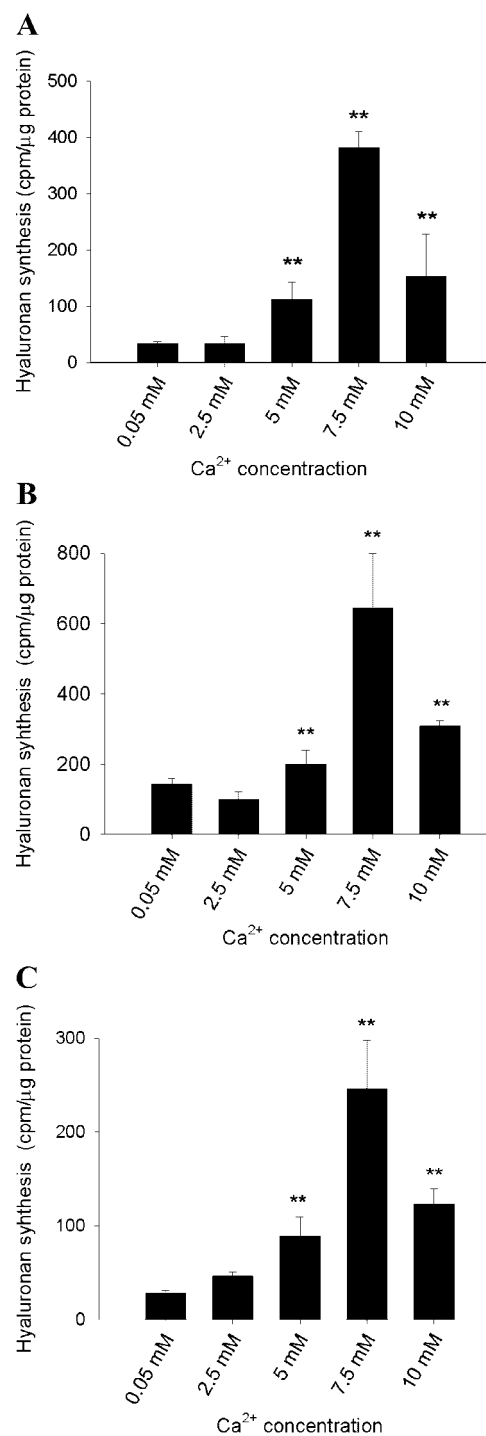 A
Hyaluronan synthesis (cpm/µg protein)
500
400
300
200
100
0
**
**
**
0.05 mM
2.5 mM
5 mM
7.5 mM
10 mM
Ca²⁺ concentraction
B
Hyaluronan syhthesis (cpm/µg protein)
800
600
400
200
0
**
**
**
0.05 mM
2.5 mM
5 mM
7.5 mM
10 mM
Ca²⁺ concentration
C
Hyaluronan syhthesis (cpm/µg protein)
300
200
100
0
**
**
**
0.05 mM
2.5 mM
5 mM
7.5 mM
10 mM
Ca²⁺ concentration